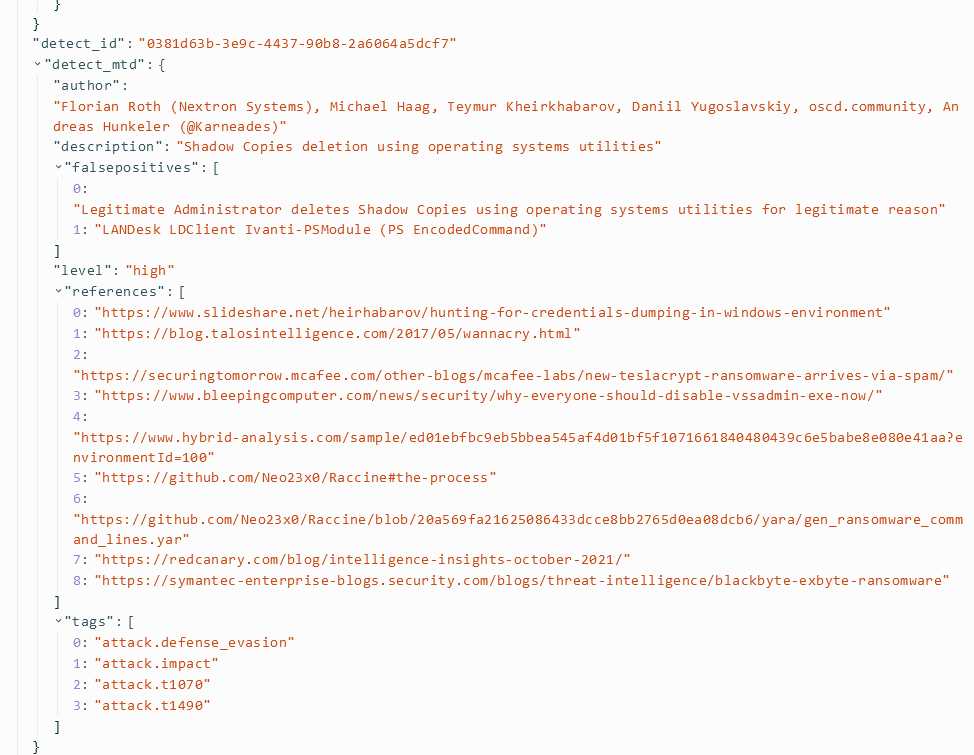 }
}
"detect_id": "0381d63b-3e9c-4437-90b8-2a6064a5dcf7"
"detect_mtd": {
"author":
"Florian Roth (Nextron Systems), Michael Haag, Teymur Kheirkhabarov, Daniil Yugoslavskiy, oscd.community, An
dreas Hunkeler (@Karneades)"
"description": "Shadow Copies deletion using operating systems utilities"
"falsepositives": [
0:
"Legitimate Administrator deletes Shadow Copies using operating systems utilities for legitimate reason"
1: "LANDesk LDClient Ivanti-PSModule (PS EncodedCommand)"
]
"level": "high"
"references": [
0: "https://www.slideshare.net/heirhabarov/hunting-for-credentials-dumping-in-windows-environment"
1: "https://blog.talosintelligence.com/2017/05/wannacry.html"
2:
"https://securingtomorrow.mcafee.com/other-blogs/mcafee-labs/new-teslacrypt-ransomware-arrives-via-spam/"
3: "https://www.bleepingcomputer.com/news/security/why-everyone-should-disable-vssadmin-exe-now/"
4:
"https://www.hybrid-analysis.com/sample/ed01ebfbc9eb5bbea545af4d01bf5f1071661840480439c6e5babe8e080e41aa?e
nvironmentId=100"
5: "https://github.com/Neo23x0/Raccine#the-process"
6:
"https://github.com/Neo23x0/Raccine/blob/20a569fa21625086433dcce8bb2765d0ea08dcb6/yara/gen_ransomware_comm
and_lines.yar"
7: "https://redcanary.com/blog/intelligence-insights-october-2021/"
8: "https://symantec-enterprise-blogs.security.com/blogs/threat-intelligence/blackbyte-exbyte-ransomware"
]
"tags": [
0: "attack.defense_evasion"
1: "attack.impact"
2: "attack.t1070"
3: "attack.t1490"
]
}